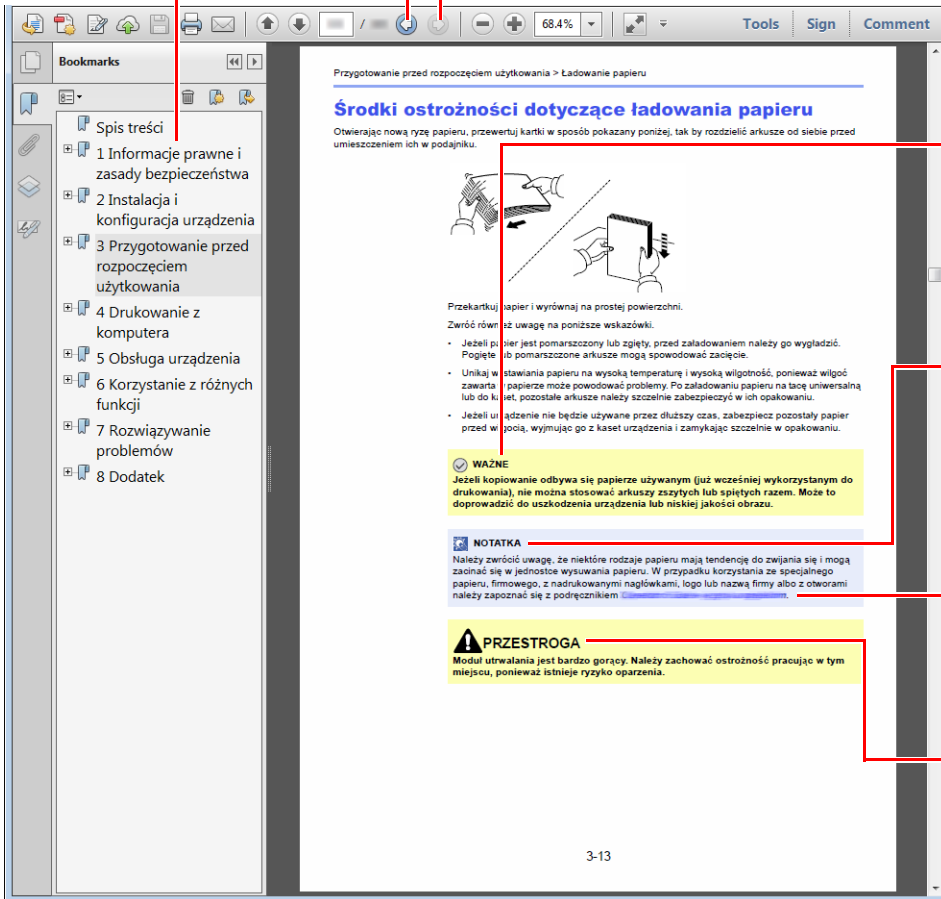 /
68.4%
Tools
Sign
Comment
Bookmarks
Spis treści
1 Informacje prawne i
zasady bezpieczeństwa
2 Instalacja i
konfiguracja urządzenia
3 Przygotowanie przed
rozpoczęciem
użytkowania
4 Drukowanie z
komputera
5 Obsługa urządzenia
6 Korzystanie z różnych
funkcji
7 Rozwiązywanie
problemów
8 Dodatek
Przygotowanie przed rozpoczęciem użytkowania > Ładowanie papieru
Środki ostrożności dotyczące ładowania papieru
Otwierając nową ryzę papieru, przewertuj kartki w sposób pokazany poniżej, tak by rozdzielić arkusze od siebie przed
umieszczeniem ich w podajniku.
Przekartkuj papier i wyrównaj na prostej powierzchni.
Zwróć również uwagę na poniższe wskazówki.
• Jeżeli papier jest pomarszczony lub zgięty, przed załadowaniem należy go wygładzić.
Pogięte lub pomarszczone arkusze mogą spowodować zacięcie.
• Unikaj wystawiania papieru na wysoką temperaturę i wysoką wilgotność, ponieważ wilgoć
zawarta w papierze może powodować problemy. Po załadowaniu papieru na tacę uniwersalną
lub do kaset, pozostałe arkusze należy szczelnie zabezpieczyć w ich opakowaniu.
• Jeżeli urządzenie nie będzie używane przez dłuższy czas, zabezpiecz pozostały papier
przed wilgocią, wyjmując go z kaset urządzenia i zamykając szczelnie w opakowaniu.
WAŻNE
Jeżeli kopiowanie odbywa się papierze używanym (już wcześniej wykorzystanym do
drukowania), nie można stosować arkuszy zszytych lub spiętych razem. Może to
doprowadzić do uszkodzenia urządzenia lub niskiej jakości obrazu.
NOTATKA
Należy zwrócić uwagę, że niektóre rodzaje papieru mają tendencję do zwijania się i mogą
zacinać się w jednostce wysuwania papieru. W przypadku korzystania ze specjalnego
papieru, firmowego, z nadrukowanymi nagłówkami, logo lub nazwą firmy albo z otworami
należy zapoznać się z podręcznikiem .
PRZESTROGA
Moduł utrwalania jest bardzo gorący. Należy zachować ostrożność pracując w tym
miejscu, ponieważ istnieje ryzyko oparzenia.
3-13